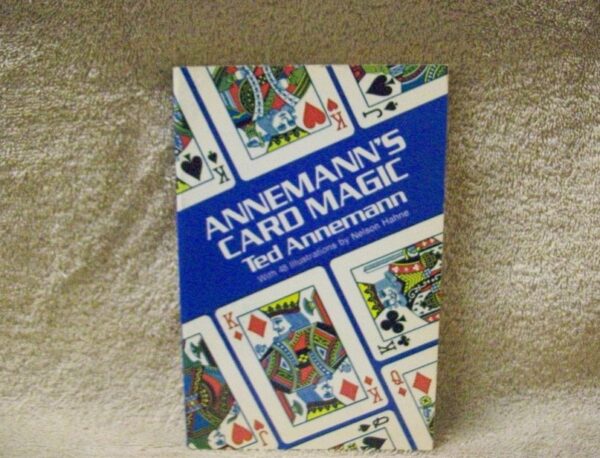 K
K
J
ANNEMANN'S
CARD MAGIC
Ted Annemann
With 48 Illustrations by Nelson Hahne
K
K
J
Q
J